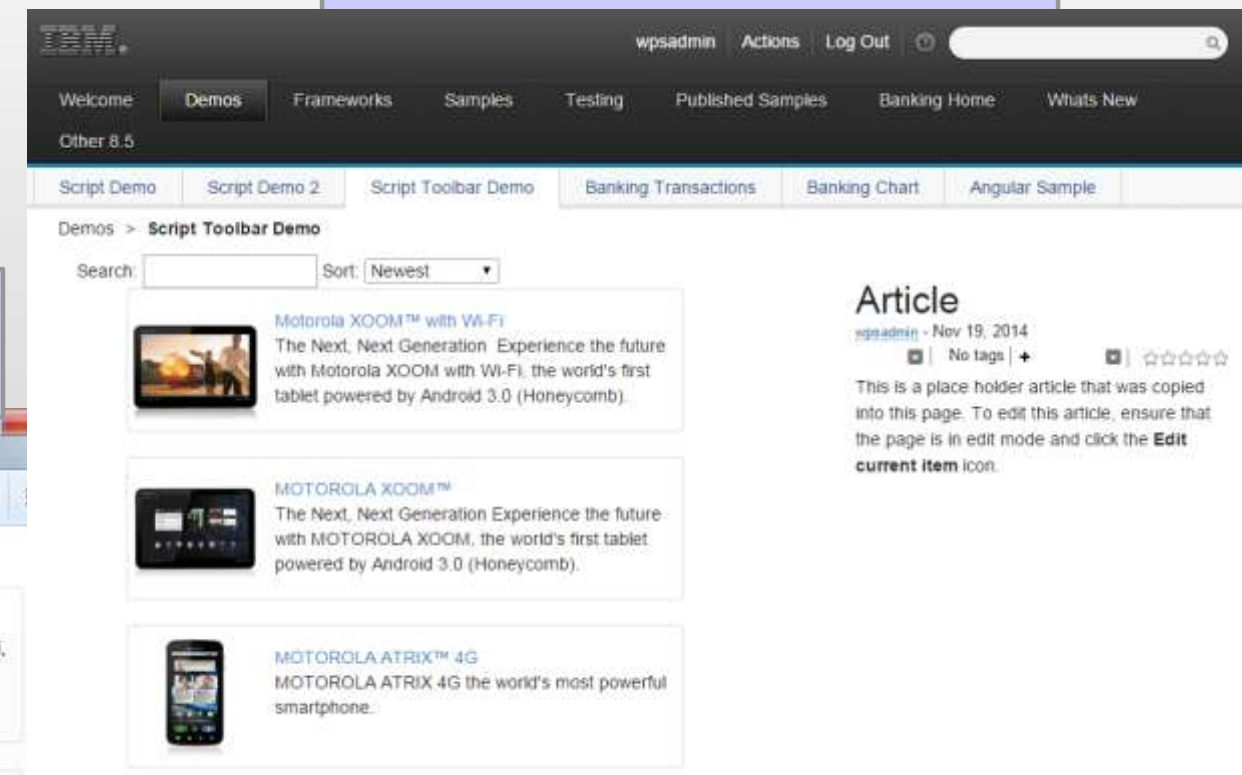 IBM.
wpsadmin Actions Log Out
Welcome Demos Frameworks Samples Testing Published Samples Banking Home Whats New
Other 8.5
Script Demo Script Demo 2 Script Toolbar Demo Banking Transactions Banking Chart Angular Sample
Demos > Script Toolbar Demo
Search: Sort: Newest
Motorola XOOM™ with Wi-Fi
The Next, Next Generation Experience the future
with Motorola XOOM with Wi-Fi, the world's first
tablet powered by Android 3.0 (Honeycomb).
MOTOROLA XOOM™
The Next, Next Generation Experience the future
with MOTOROLA XOOM, the world's first tablet
powered by Android 3.0 (Honeycomb).
MOTOROLA ATRIX™ 4G
MOTOROLA ATRIX 4G the world's most powerful
smartphone.
Article
wpsadmin - Nov 19, 2014
No tags | +
This is a place holder article that was copied
into this page. To edit this article, ensure that
the page is in edit mode and click the Edit
current item icon.